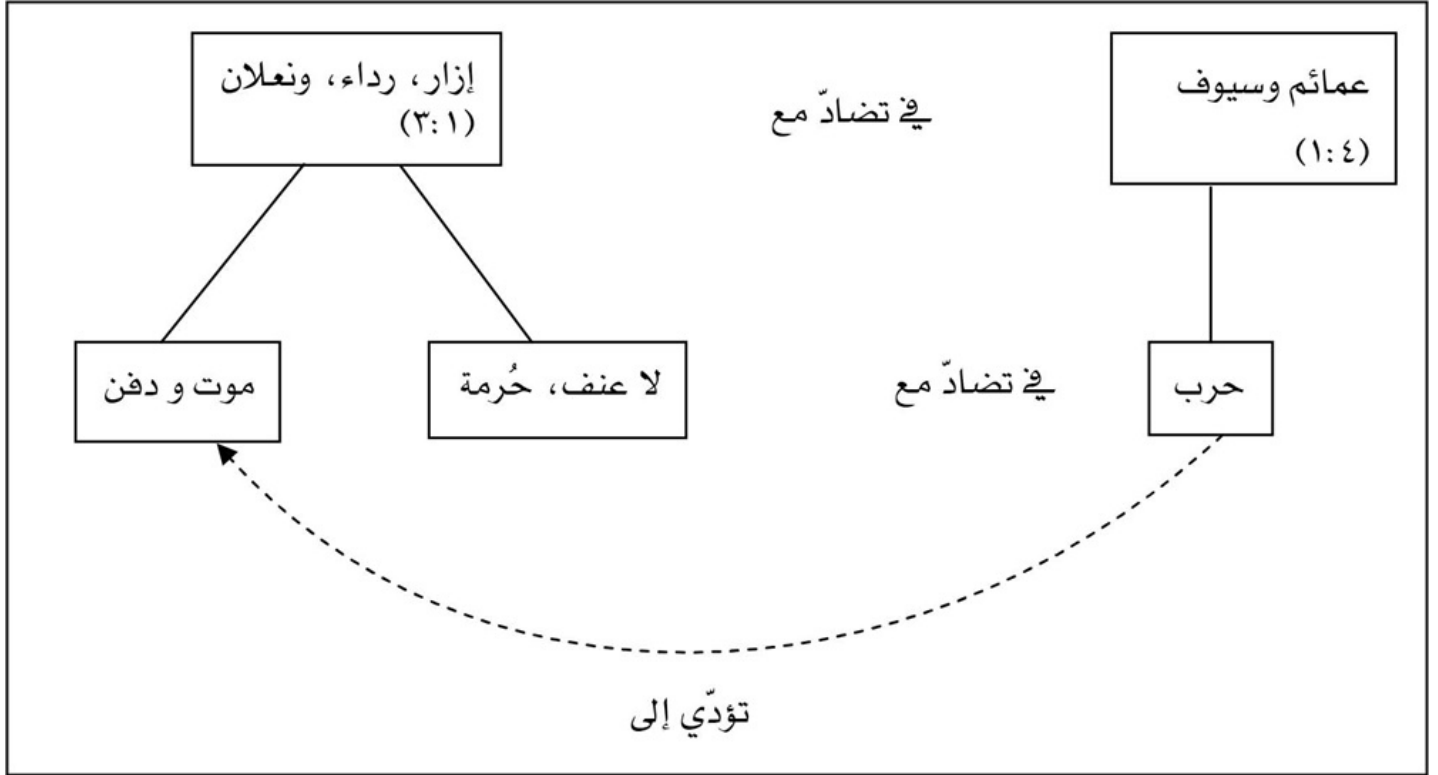 عمائم وسيوف
(١:٤)
في تضادّ مع
إزار، رداء، ونعلان
(٣:١)
حرب
في تضادّ مع
لا عنف، حُرمة
موت و دفن
تؤدّي إلى